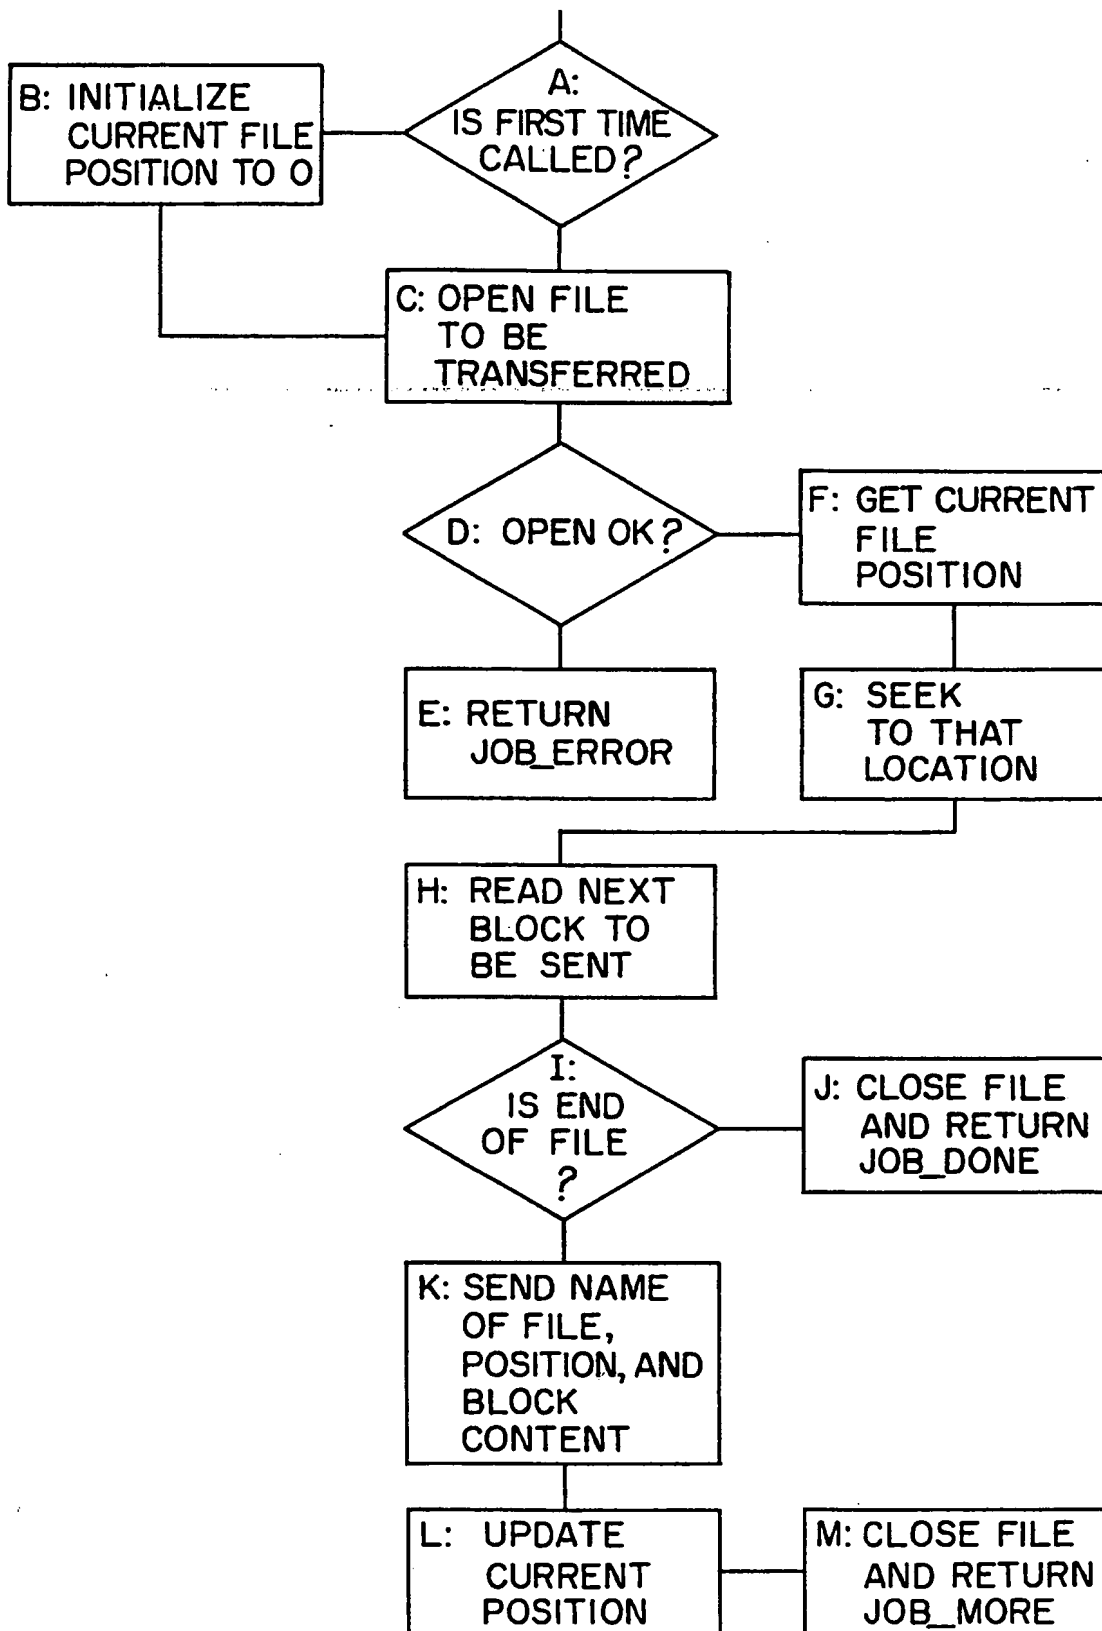 A:
IS FIRST TIME
CALLED?
B: INITIALIZE
CURRENT FILE
POSITION TO 0
C: OPEN FILE
TO BE
TRANSFERRED
D: OPEN OK?
F: GET CURRENT
FILE
POSITION
E: RETURN
JOB_ERROR
G: SEEK
TO THAT
LOCATION
H: READ NEXT
BLOCK TO
BE SENT
I:
IS END
OF FILE
?
J: CLOSE FILE
AND RETURN
JOB_DONE
K: SEND NAME
OF FILE,
POSITION, AND
BLOCK
CONTENT
L: UPDATE
CURRENT
POSITION
M: CLOSE FILE
AND RETURN
JOB_MORE